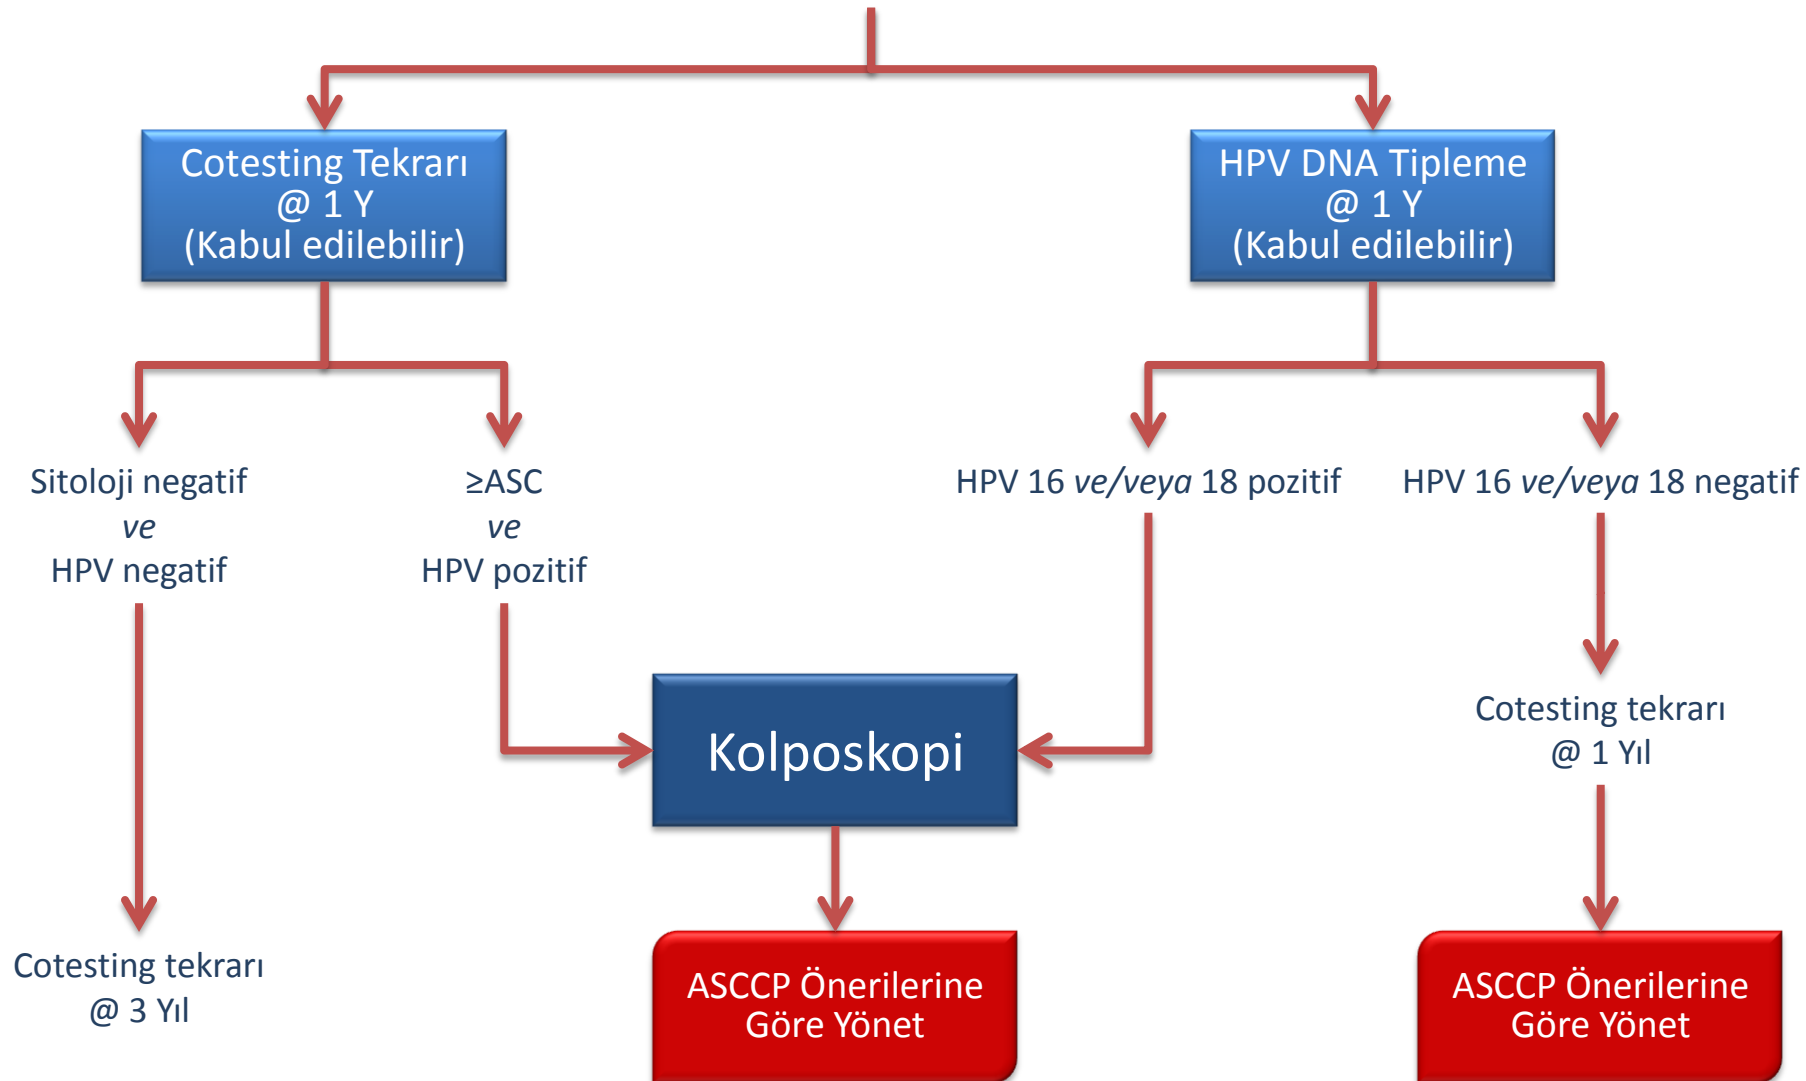 Cotesting Tekrarı
@ 1 Y
(Kabul edilebilir)
HPV DNA Tipleme
@ 1 Y
(Kabul edilebilir)
Sitoloji negatif
ve
HPV negatif
≥ASC
ve
HPV pozitif
HPV 16 ve/veya 18 pozitif
HPV 16 ve/veya 18 negatif
Kolposkopi
Cotesting tekrarı
@ 1 Yıl
Cotesting tekrarı
@ 3 Yıl
ASCCP Önerilerine
Göre Yönet
ASCCP Önerilerine
Göre Yönet